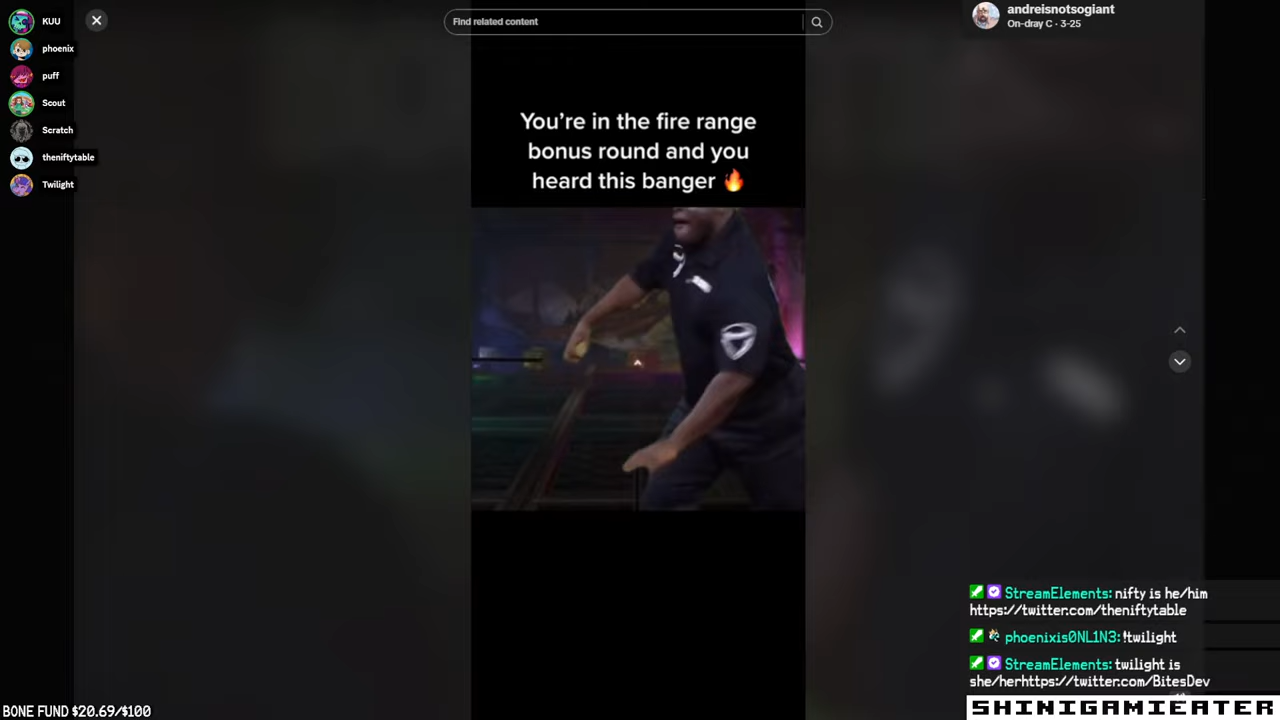 KUU
phoenix
puff
Scout
Scratch
theniftytable
Twilight
Find related content
andreisnotsogiant
On-dray C · 3-25
You're in the fire range
bonus round and you
heard this banger 🔥
StreamElements: nifty is he/him
https://twitter.com/theniftytable
phoenixis0NL1N3: !twilight
StreamElements: twilight is
she/herhttps://twitter.com/BitesDev
SHINIGAMIEATER
BONE FUND $20.69/$100